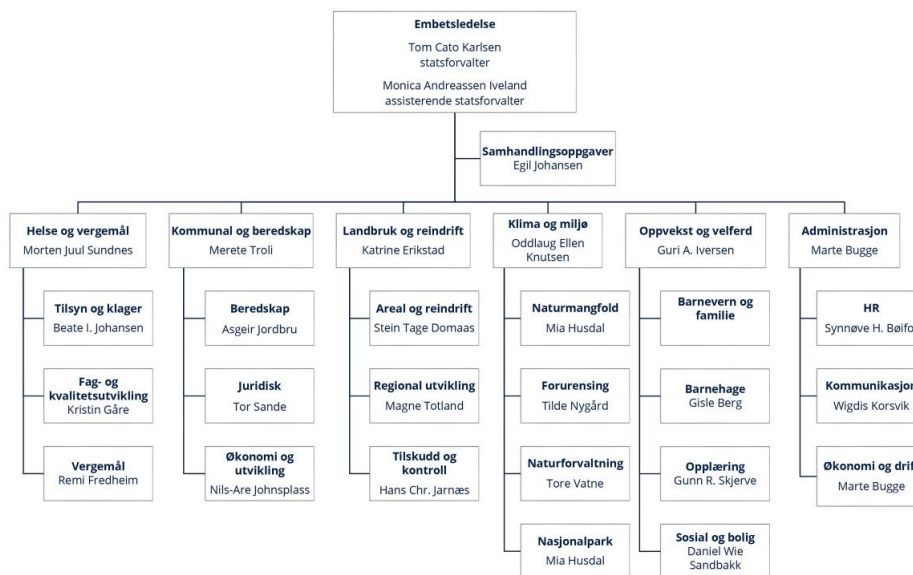 Embetsledelse
Tom Cato Karlsen
statsforvalter
Monica Andreassen Iveland
assisterende statsforvalter
Samhandlingsoppgaver
Egil Johansen
Helse og vergemål
Morten Juul Sundnes
Tilsyn og klager
Beate I. Johansen
Fag- og
kvalitetsutvikling
Kristin Gåre
Vergemål
Remi Fredheim
Kommunal og beredskap
Merete Troli
Beredskap
Asgeir Jordbru
Juridisk
Tor Sande
Økonomi og
utvikling
Nils-Are Johnsplass
Landbruk og reindrift
Katrine Erikstad
Areal og reindrift
Stein Tage Domaas
Regional utvikling
Magne Totland
Tilskudd og
kontroll
Hans Chr. Jarnæs
Klima og miljø
Oddlaug Ellen
Knutsen
Naturmangfold
Mia Husdal
Forurensing
Tilde Nygård
Naturforvaltning
Tore Vatne
Nasjonalpark
Mia Husdal
Oppvekst og velferd
Guri A. Iversen
Barnevern og
familie
Barnehage
Gisle Berg
Opplæring
Gunn R. Skjerve
Sosial og bolig
Daniel Wie
Sandbakk
Administrasjon
Marte Bugge
HR
Synnøve H. Bøifo
Kommunikasjon
Wigdis Korsvik
Økonomi og drift
Marte Bugge